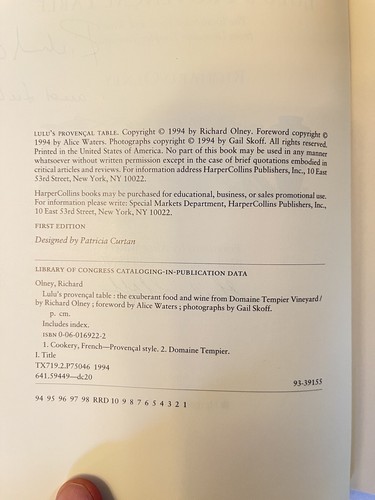 LULU'S PROVENÇAL TABLE. Copyright © 1994 by Richard Olney. Foreword copyright ©
1994 by Alice Waters. Photographs copyright © 1994 by Gail Skoff. All rights reserved.
Printed in the United States of America. No part of this book may be used in any manner
whatsoever without written permission except in the case of brief quotations embodied in
critical articles and reviews. For information address HarperCollins Publishers, Inc., 10 East
53rd Street, New York, NY 10022.
HarperCollins books may be purchased for educational, business, or sales promotional use.
For information please write: Special Markets Department, HarperCollins Publishers, Inc.,
10 East 53rd Street, New York, NY 10022.
FIRST EDITION
Designed by Patricia Curtan
LIBRARY OF CONGRESS CATALOGING-IN-PUBLICATION DATA
Olney, Richard
Lulu's provençal table : the exuberant food and wine from Domaine Tempier Vineyard /
by Richard Olney ; foreword by Alice Waters ; photographs by Gail Skoff.
p. cm.
Includes index.
ISBN 0-06-016922-2
1. Cookery, French—Provençal style. 2. Domaine Tempier.
I. Title
TX719.2.P75046 1994
641.59449—dc20
93-39155
94 95 96 97 98 RRD 10 9 8 7 6 5 4 3 2 1